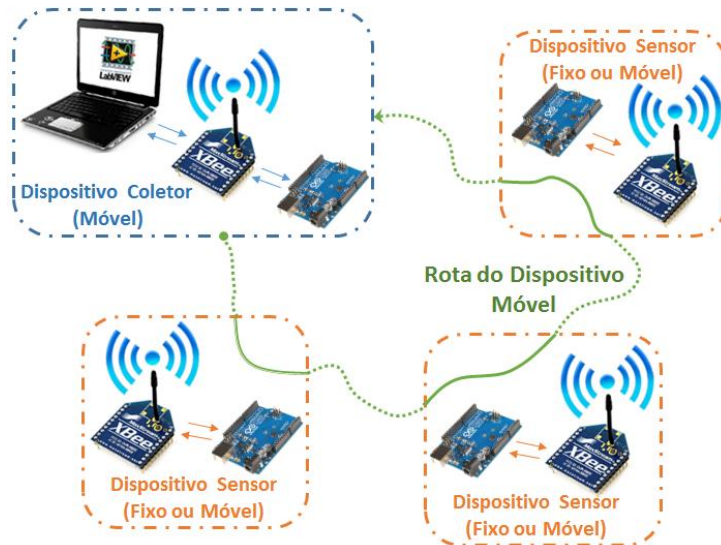 LabVIEW
XBee
Dispositivo Coletor
(Móvel)
Dispositivo Sensor
(Fixo ou Móvel)
XBee
Rota do Dispositivo
Móvel
XBee
Dispositivo Sensor
(Fixo ou Móvel)
XBee
Dispositivo Sensor
(Fixo ou Móvel)